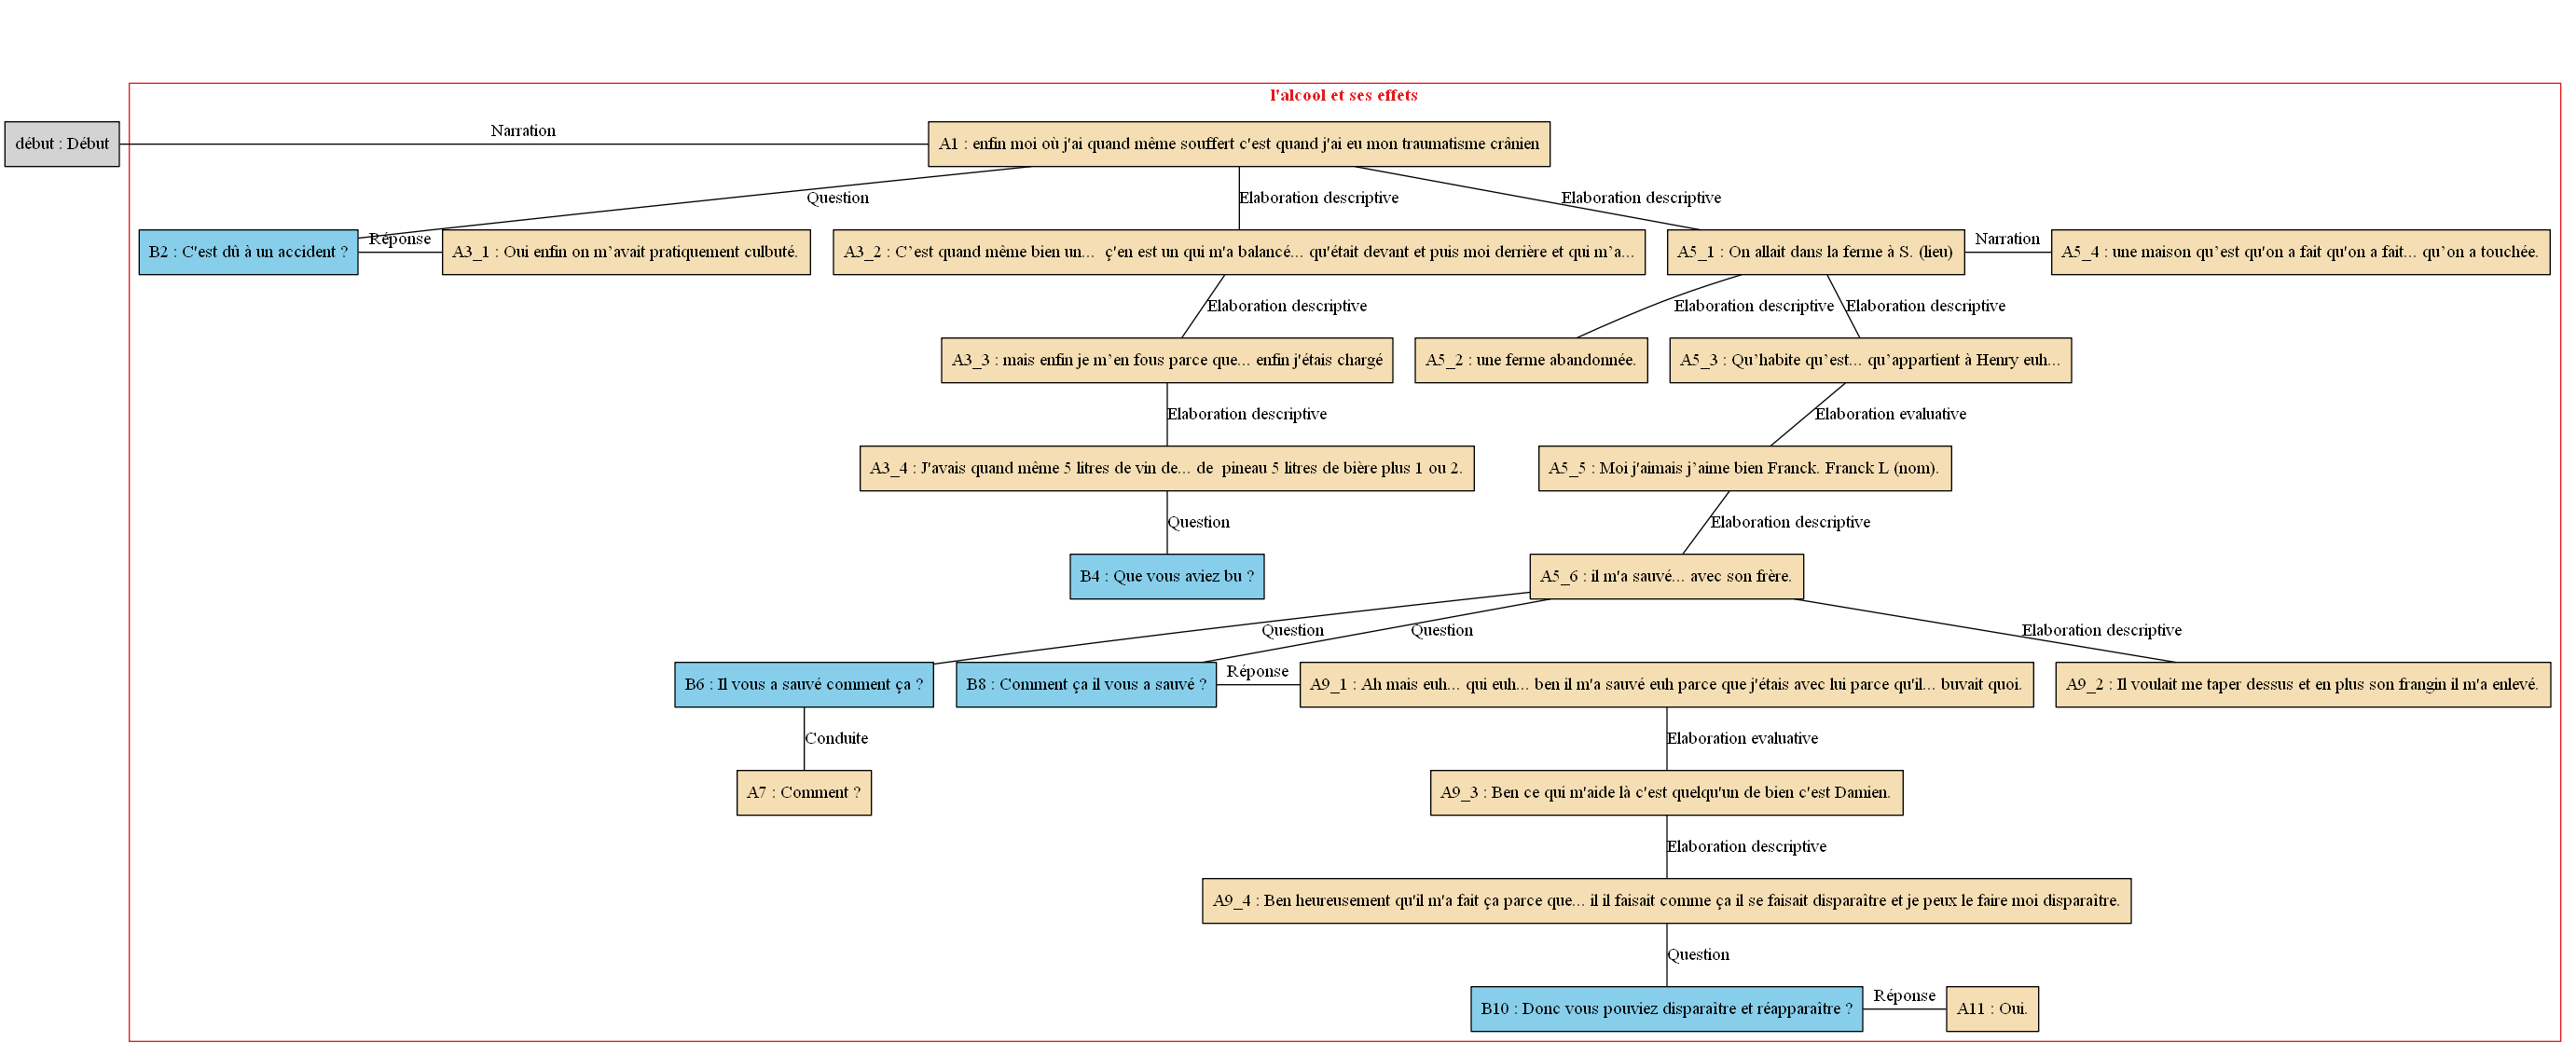 l'alcool et ses effets
début : Début
Narration
A1 : enfin moi où j'ai quand même souffert c'est quand j'ai eu mon traumatisme crânien
Question
Elaboration descriptive
Elaboration descriptive
B2 : C'est dû à un accident ?
Réponse
A3_1 : Oui enfin on m’avait pratiquement culbuté.
A3_2 : C’est quand même bien un...  ç'en est un qui m'a balancé... qu'était devant et puis moi derrière et qui m’a...
A5_1 : On allait dans la ferme à S. (lieu)
Narration
A5_4 : une maison qu’est qu'on a fait qu'on a fait... qu’on a touchée.
Elaboration descriptive
Elaboration descriptive
Elaboration descriptive
A3_3 : mais enfin je m’en fous parce que... enfin j'étais chargé
A5_2 : une ferme abandonnée.
A5_3 : Qu’habite qu’est... qu’appartient à Henry euh...
Elaboration descriptive
Elaboration evaluative
A3_4 : J'avais quand même 5 litres de vin de... de  pineau 5 litres de bière plus 1 ou 2.
A5_5 : Moi j'aimais j’aime bien Franck. Franck L (nom).
Question
Elaboration descriptive
B4 : Que vous aviez bu ?
A5_6 : il m'a sauvé... avec son frère.
Question
Question
Elaboration descriptive
B6 : Il vous a sauvé comment ça ?
B8 : Comment ça il vous a sauvé ?
Réponse
A9_1 : Ah mais euh... qui euh... ben il m'a sauvé euh parce que j'étais avec lui parce qu'il... buvait quoi.
A9_2 : Il voulait me taper dessus et en plus son frangin il m'a enlevé.
Conduite
Elaboration evaluative
A7 : Comment ?
A9_3 : Ben ce qui m'aide là c'est quelqu'un de bien c'est Damien.
Elaboration descriptive
A9_4 : Ben heureusement qu'il m'a fait ça parce que... il il faisait comme ça il se faisait disparaître et je peux le faire moi disparaître.
Question
B10 : Donc vous pouviez disparaître et réapparaître ?
Réponse
A11 : Oui.